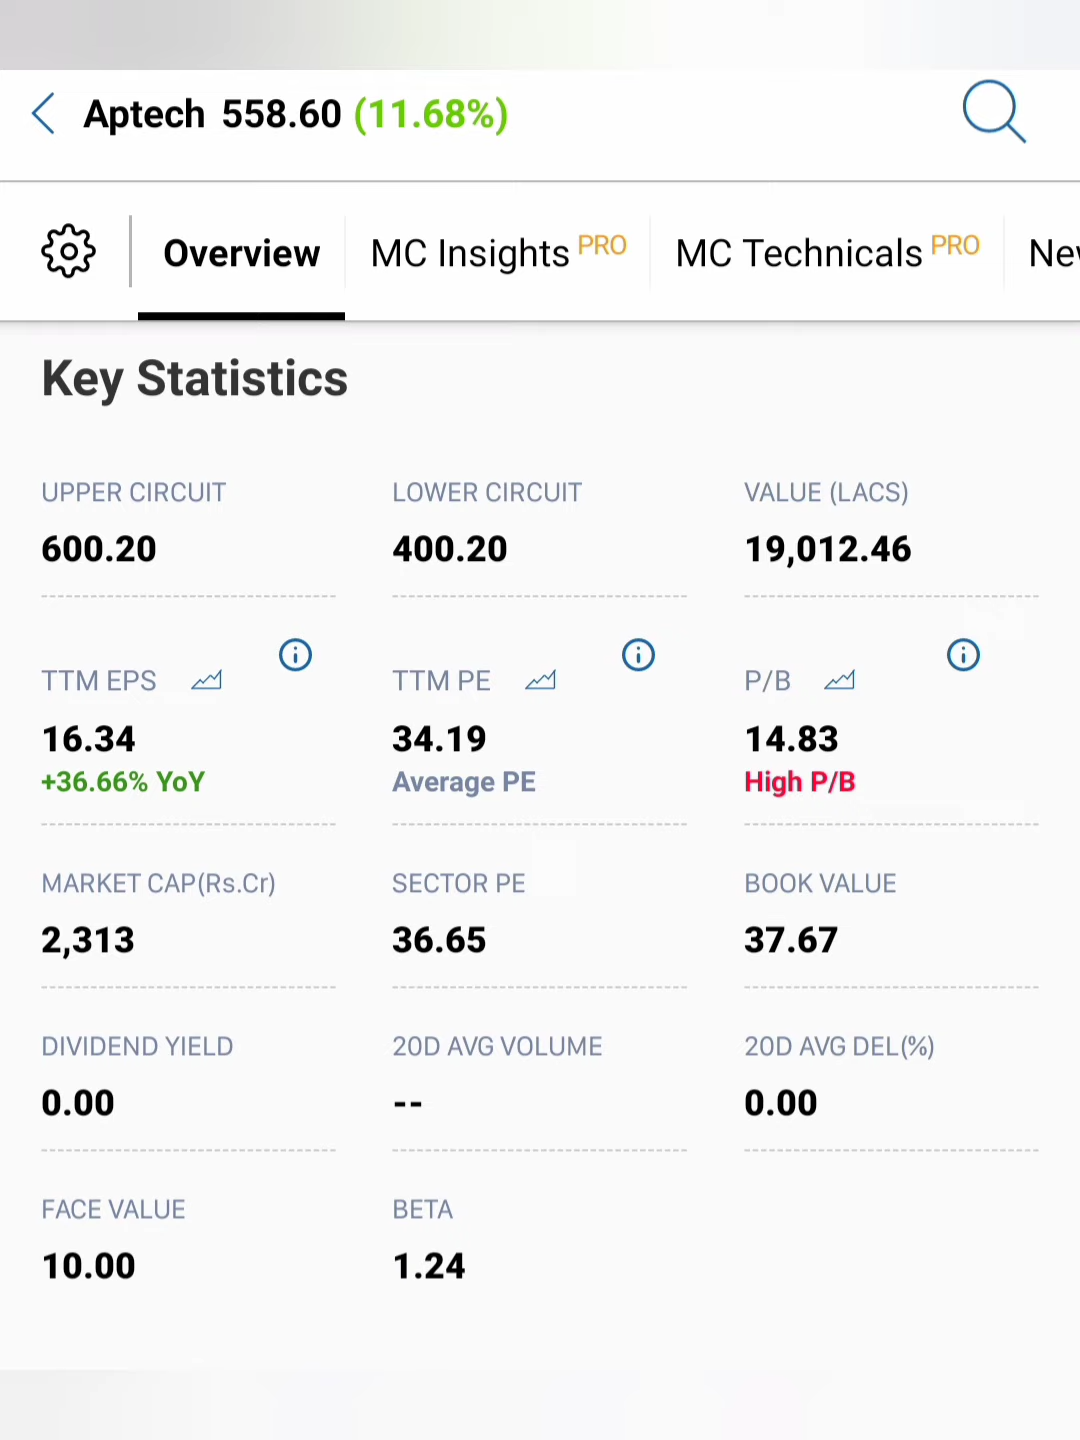 Aptech 558.60 (11.68%)
Overview MC Insights PRO MC Technicals PRO
Key Statistics
UPPER CIRCUIT LOWER CIRCUIT VALUE (LACS)
600.20 400.20 19,012.46
TTM EPS TTM PE P/B
16.34 34.19 14.83
+36.66% YoY Average PE High P/B
MARKET CAP(Rs.Cr) SECTOR PE BOOK VALUE
2,313 36.65 37.67
DIVIDEND YIELD 20D AVG VOLUME 20D AVG DEL(%)
0.00 -- 0.00
FACE VALUE BETA
10.00 1.24